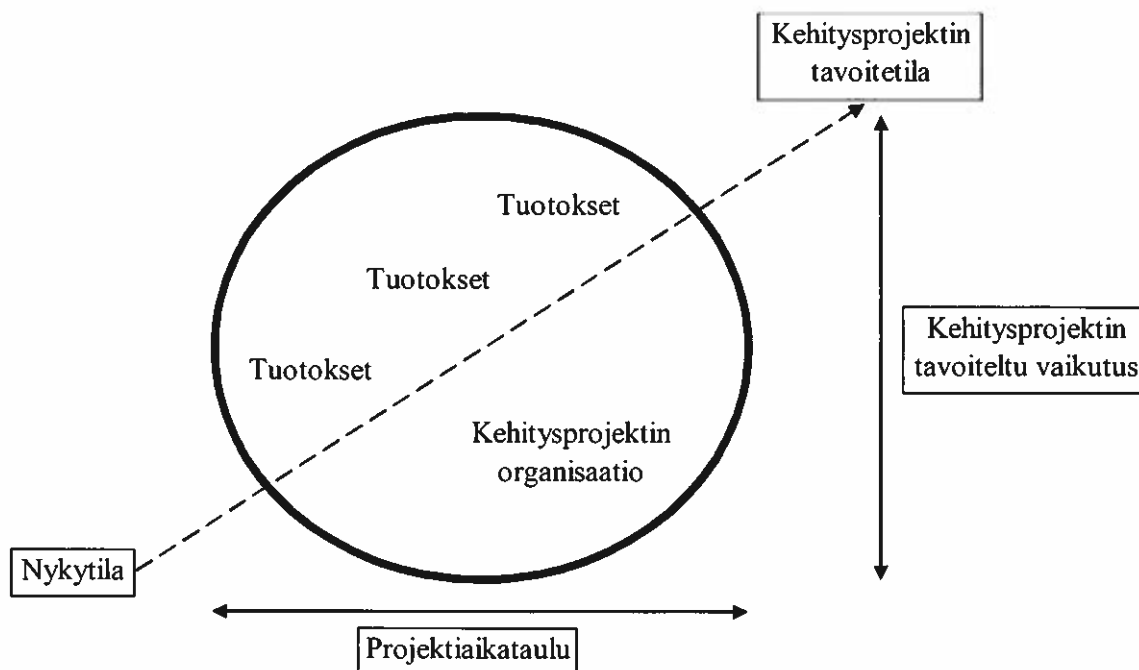 Kehitysprojektin
tavoitetila
Tuotokset
Tuotokset
Tuotokset
Kehitysprojektin
tavoiteltu vaikutus
Kehitysprojektin
organisaatio
Nykytila
Projektiaikataulu